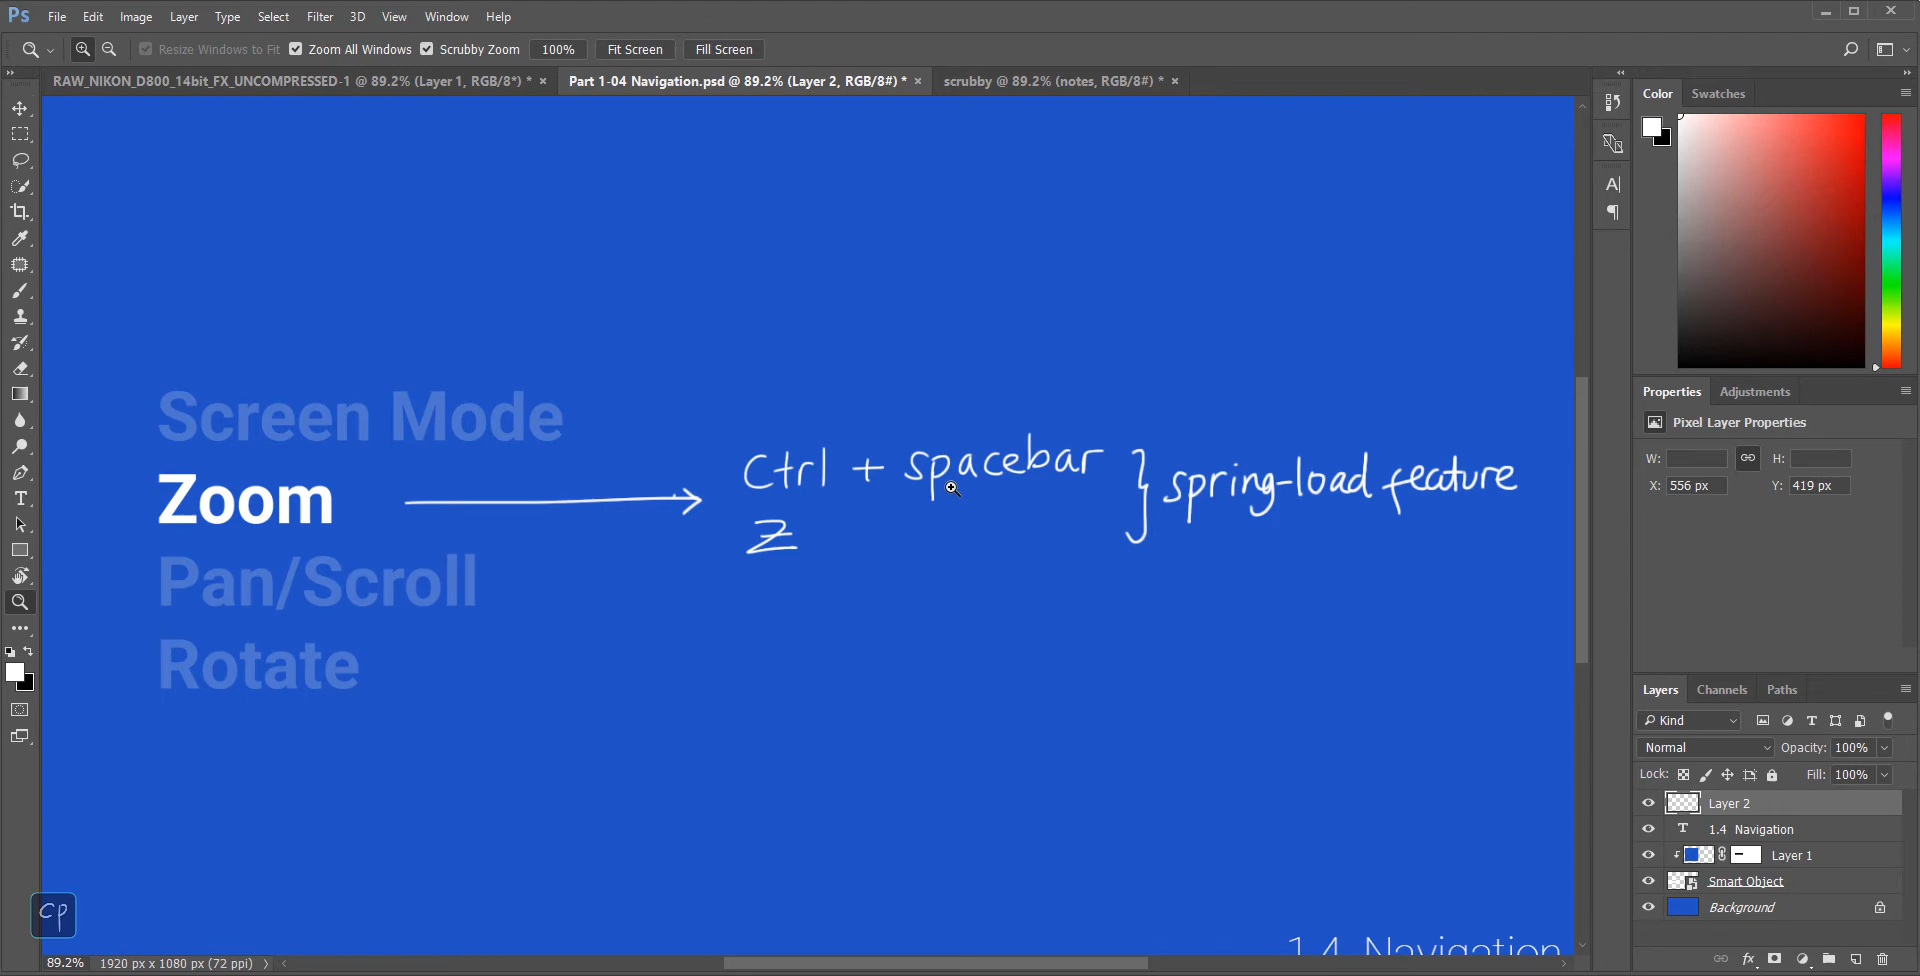 Ps File Edit Image Layer Type Select Filter 3D View Window Help
Resize Windows to Fit Zoom All Windows Scrubby Zoom 100% Fit Screen Fill Screen
RAW_NIKON_D800_14bit_FX_UNCOMPRESSED-1 @ 89.2% (Layer 1, RGB/8*) * × Part 1-04 Navigation.psd @ 89.2% (Layer 2, RGB/8#) * × scrubby @ 89.2% (notes, RGB/8#) * ×
Color Swatches
Screen Mode
Zoom
Pan/Scroll
Rotate
Ctrl + spacebar
Z
spring-load feature
1.4 Navigation
cp
Properties Adjustments
Pixel Layer Properties
W: H:
X: 556 px Y: 419 px
Layers Channels Paths
Kind
Normal Opacity: 100%
Lock: Fill: 100%
Layer 2
T 1.4 Navigation
Layer 1
Smart Object
Background
fx
89.2% 1920 px x 1080 px (72 ppi)